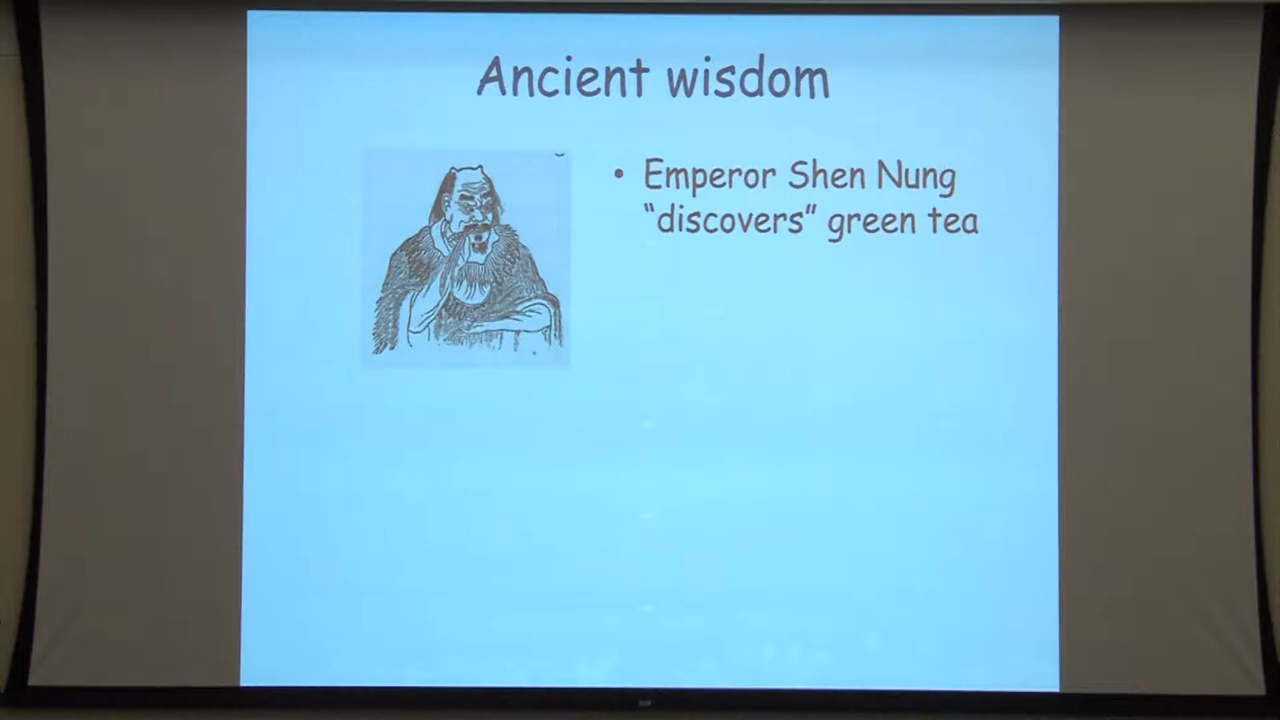 Ancient wisdom
• Emperor Shen Nung
“discovers” green tea